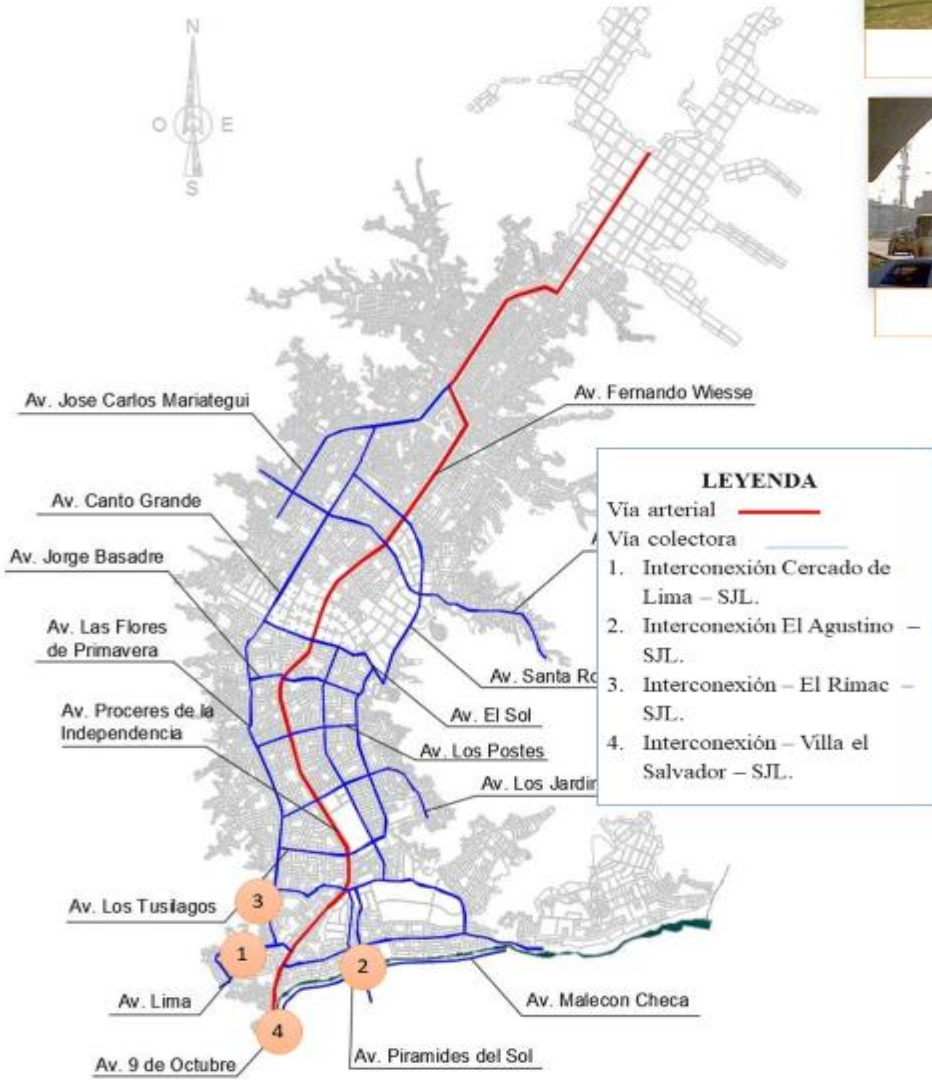 N
O E
S
Av. Jose Carlos Mariategui
Av. Fernando Wiesse
Av. Canto Grande
Av. Jorge Basadre
Av. Las Flores
de Primavera
Av. Proceres de la
Independencia
Av. Santa Ro
Av. El Sol
Av. Los Postes
Av. Los Jardin
LEYENDA
Vía arterial
Vía colectora
1. Interconexión Cercado de
Lima – SJL.
2. Interconexión El Agustino –
SJL.
3. Interconexión – El Rímac –
SJL.
4. Interconexión – Villa el
Salvador – SJL.
Av. Los Tusilagos
3
1
2
Av. Lima
Av. Malecon Checa
4
Av. 9 de Octubre
Av. Piramides del Sol